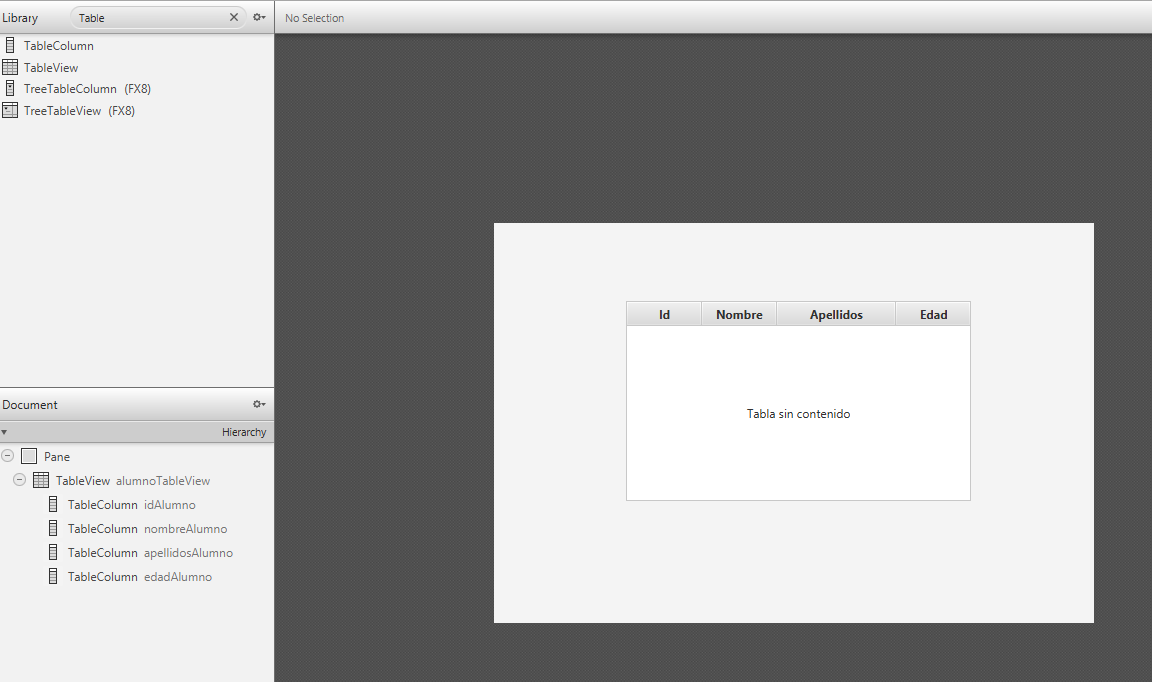 Library
Table
No Selection
TableColumn
TableView
TreeTableColumn (FX8)
TreeTableView (FX8)
Id Nombre Apellidos Edad
Tabla sin contenido
Document
Hierarchy
Pane
TableView alumnoTableView
TableColumn idAlumno
TableColumn nombreAlumno
TableColumn apellidosAlumno
TableColumn edadAlumno